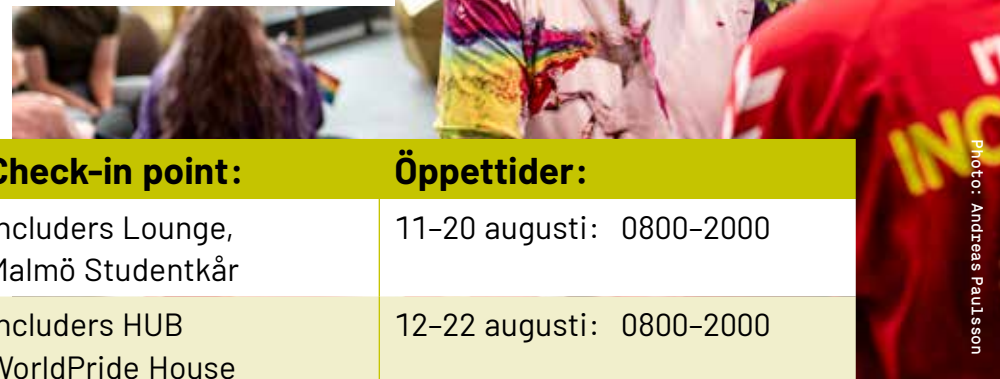 Check-in point:
Öppettider:
ncluders Lounge,
Malmö Studentkår
11–20 augusti: 0800–2000
ncluders HUB
WorldPride House
12–22 augusti: 0800–2000
INC
Photo: Andreas Paulsson